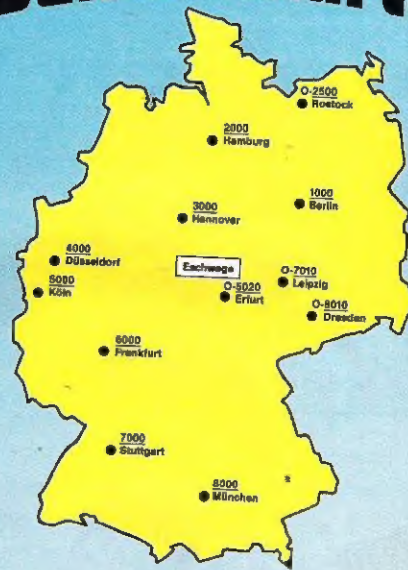 O-2500
Rostock
2000
Hamburg
3000
Hannover
1000
Berlin
4000
Düsseldorf
5000
Köln
Eschwege
O-5020
Erfurt
O-7010
Leipzig
O-8010
Dresden
6000
Frankfurt
7000
Stuttgart
8000
München